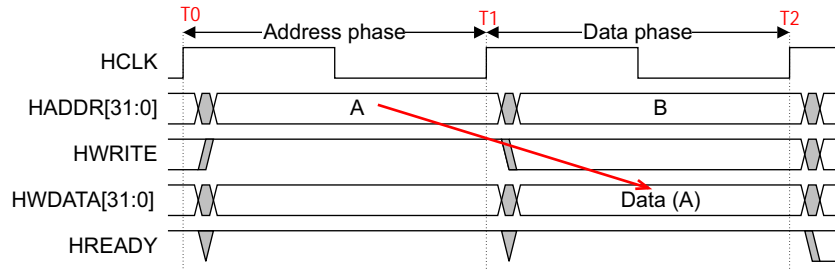 T0 T1 T2
Address phase Data phase
HCLK
HADDR[31:0] A B
HWRITE
HWDATA[31:0] Data (A)
HREADY